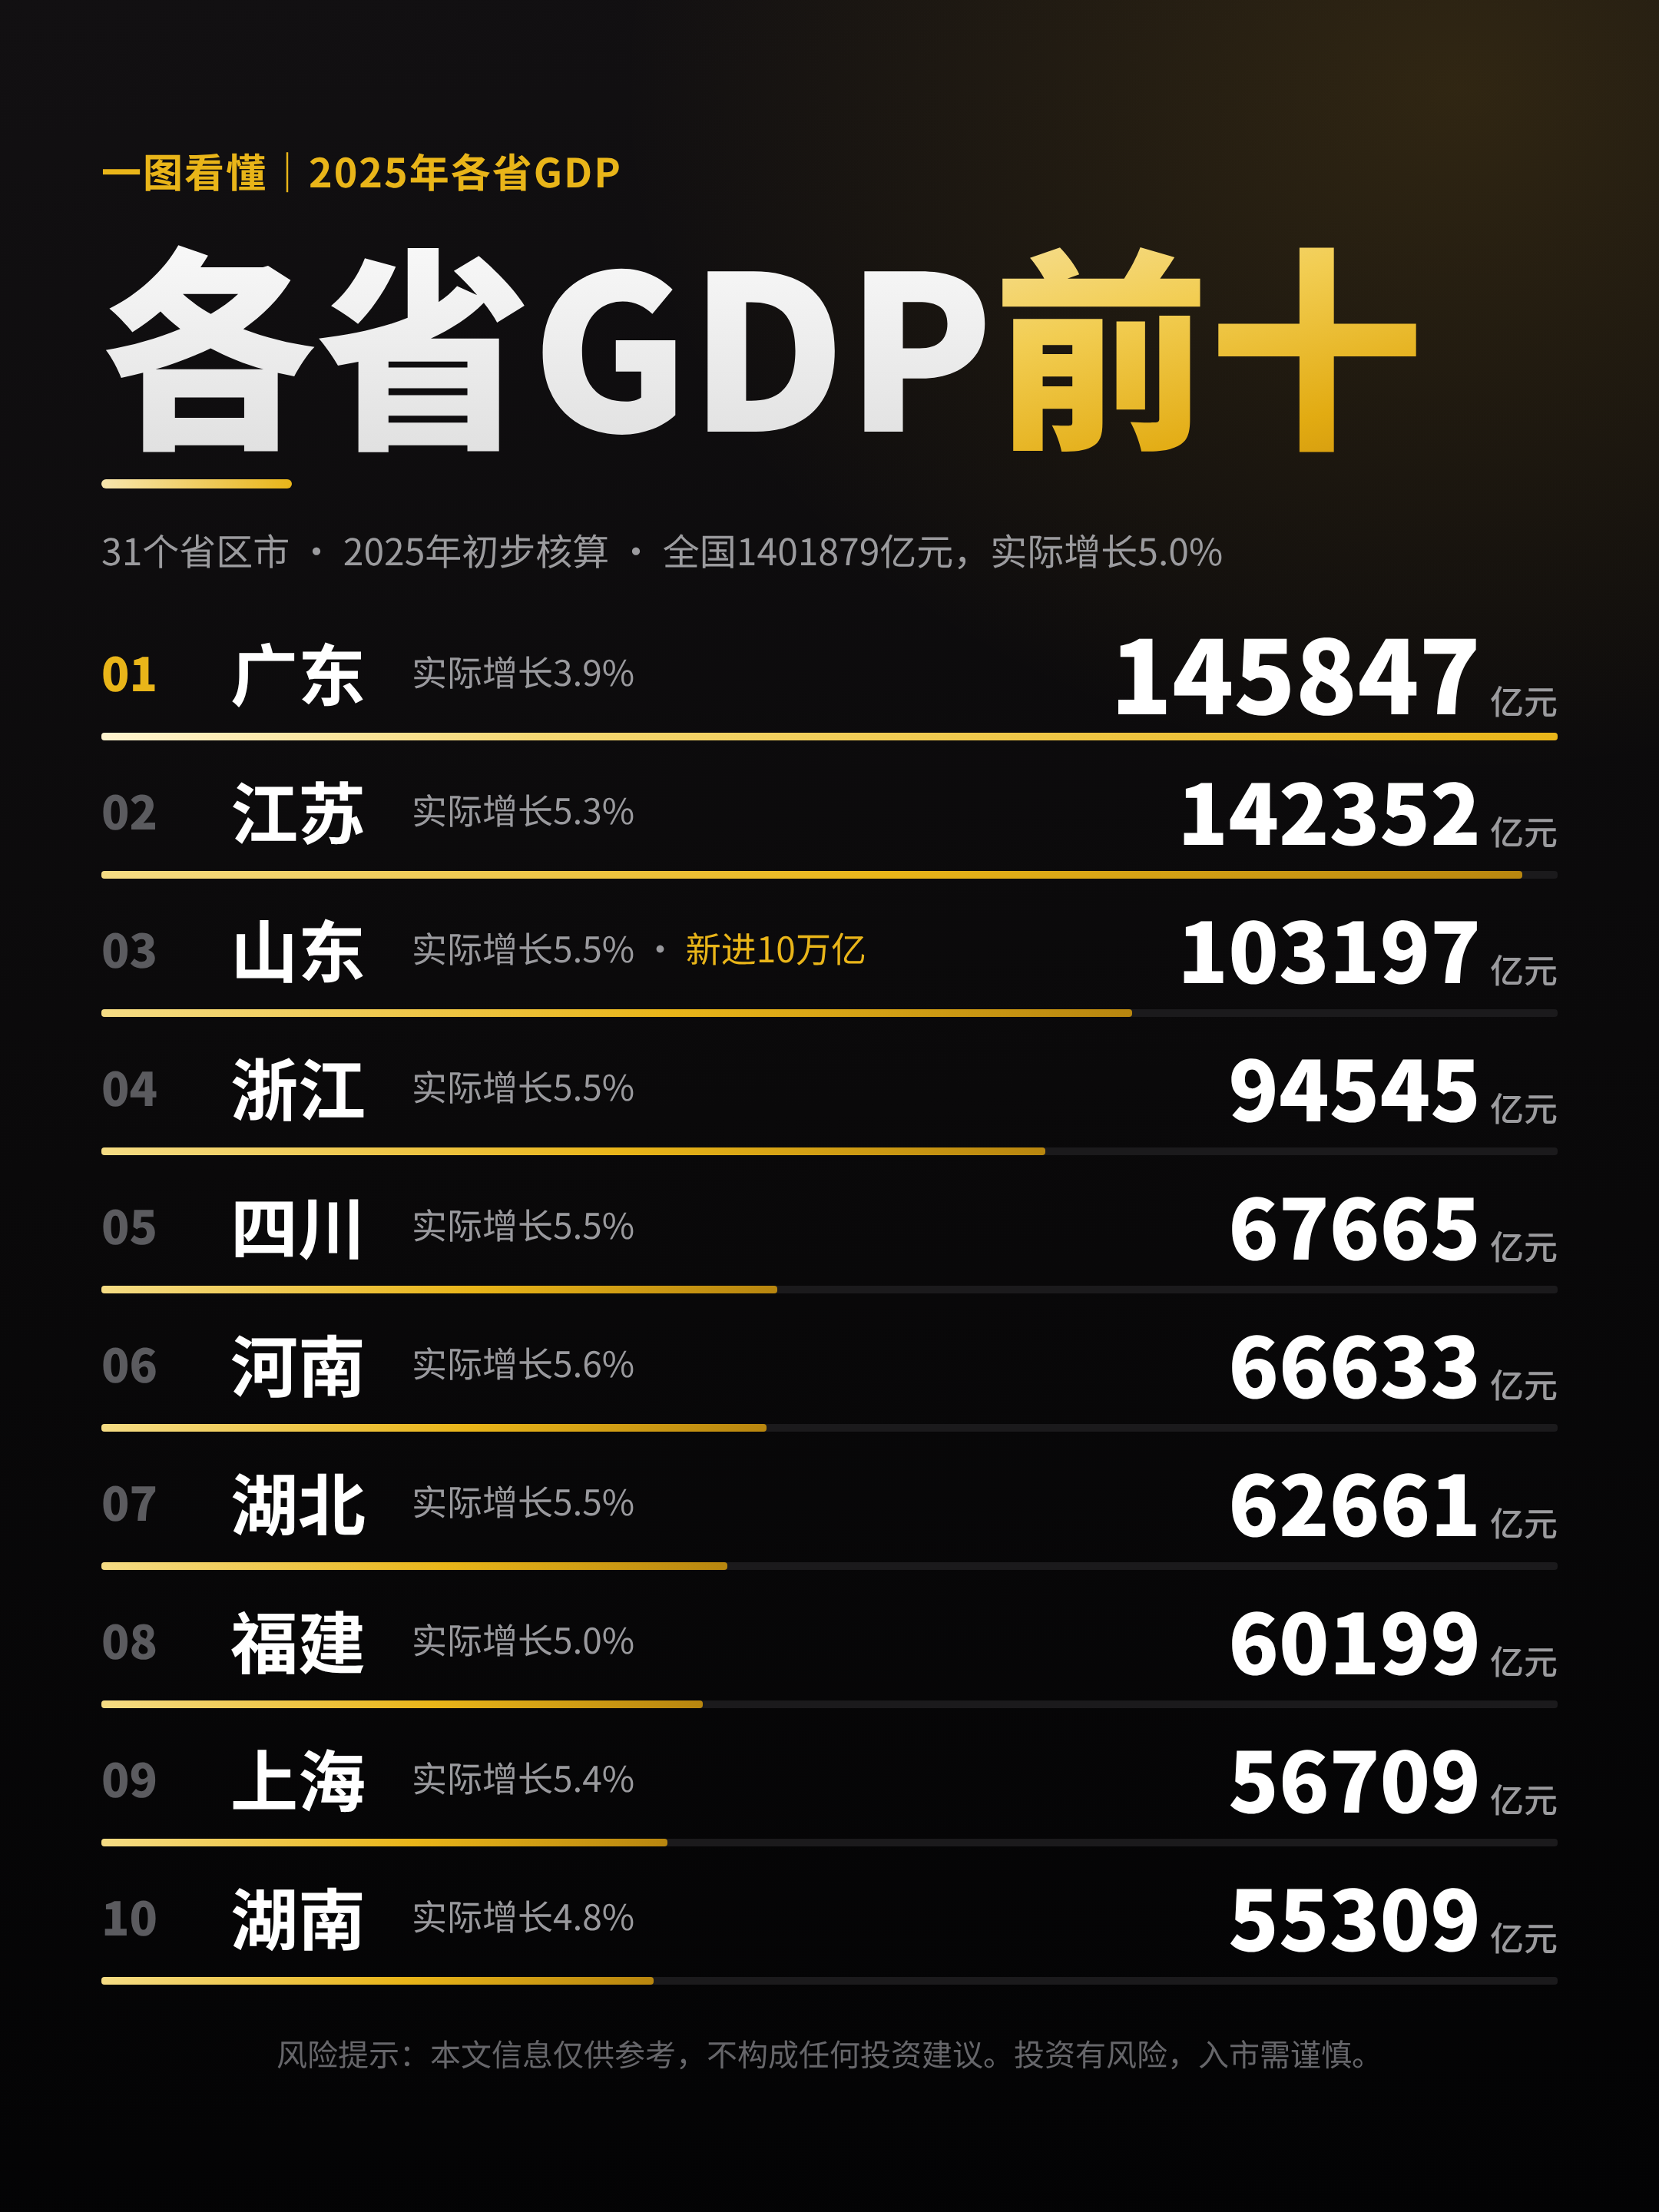 一图看懂｜2025年各省GDP
各省GDP前十
31个省区市 · 2025年初步核算 · 全国1401879亿元，实际增长5.0%
01 广东 实际增长3.9% 145847 亿元
02 江苏 实际增长5.3% 142352 亿元
03 山东 实际增长5.5% · 新进10万亿 103197 亿元
04 浙江 实际增长5.5% 94545 亿元
05 四川 实际增长5.5% 67665 亿元
06 河南 实际增长5.6% 66633 亿元
07 湖北 实际增长5.5% 62661 亿元
08 福建 实际增长5.0% 60199 亿元
09 上海 实际增长5.4% 56709 亿元
10 湖南 实际增长4.8% 55309 亿元
风险提示：本文信息仅供参考，不构成任何投资建议。投资有风险，入市需谨慎。